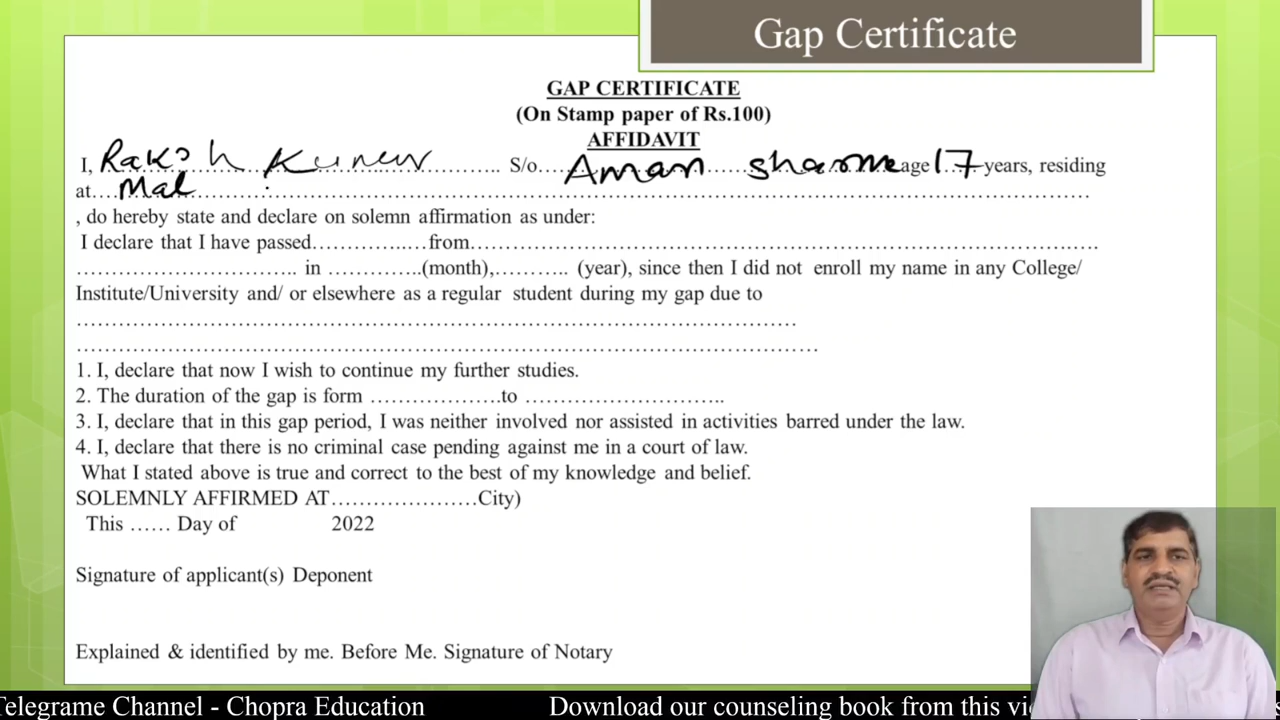 Gap Certificate
GAP CERTIFICATE
(On Stamp paper of Rs.100)
AFFIDAVIT
I, Rakesh Kumar.......... S/o.... Aman .... sharma age 17 years, residing
at.... Mal ................................................................
, do hereby state and declare on solemn affirmation as under:
I declare that I have passed...................from................................................................
................................ in ..............(month),........... (year), since then I did not enroll my name in any College/
Institute/University and/ or elsewhere as a regular student during my gap due to
................................................................
................................................................
1. I, declare that now I wish to continue my further studies.
2. The duration of the gap is form ...................to .............................
3. I, declare that in this gap period, I was neither involved nor assisted in activities barred under the law.
4. I, declare that there is no criminal case pending against me in a court of law.
What I stated above is true and correct to the best of my knowledge and belief.
SOLEMNLY AFFIRMED AT.....................City)
This ...... Day of 2022
Signature of applicant(s) Deponent
Explained & identified by me. Before Me. Signature of Notary
Telegrame Channel - Chopra Education Download our counseling book from this